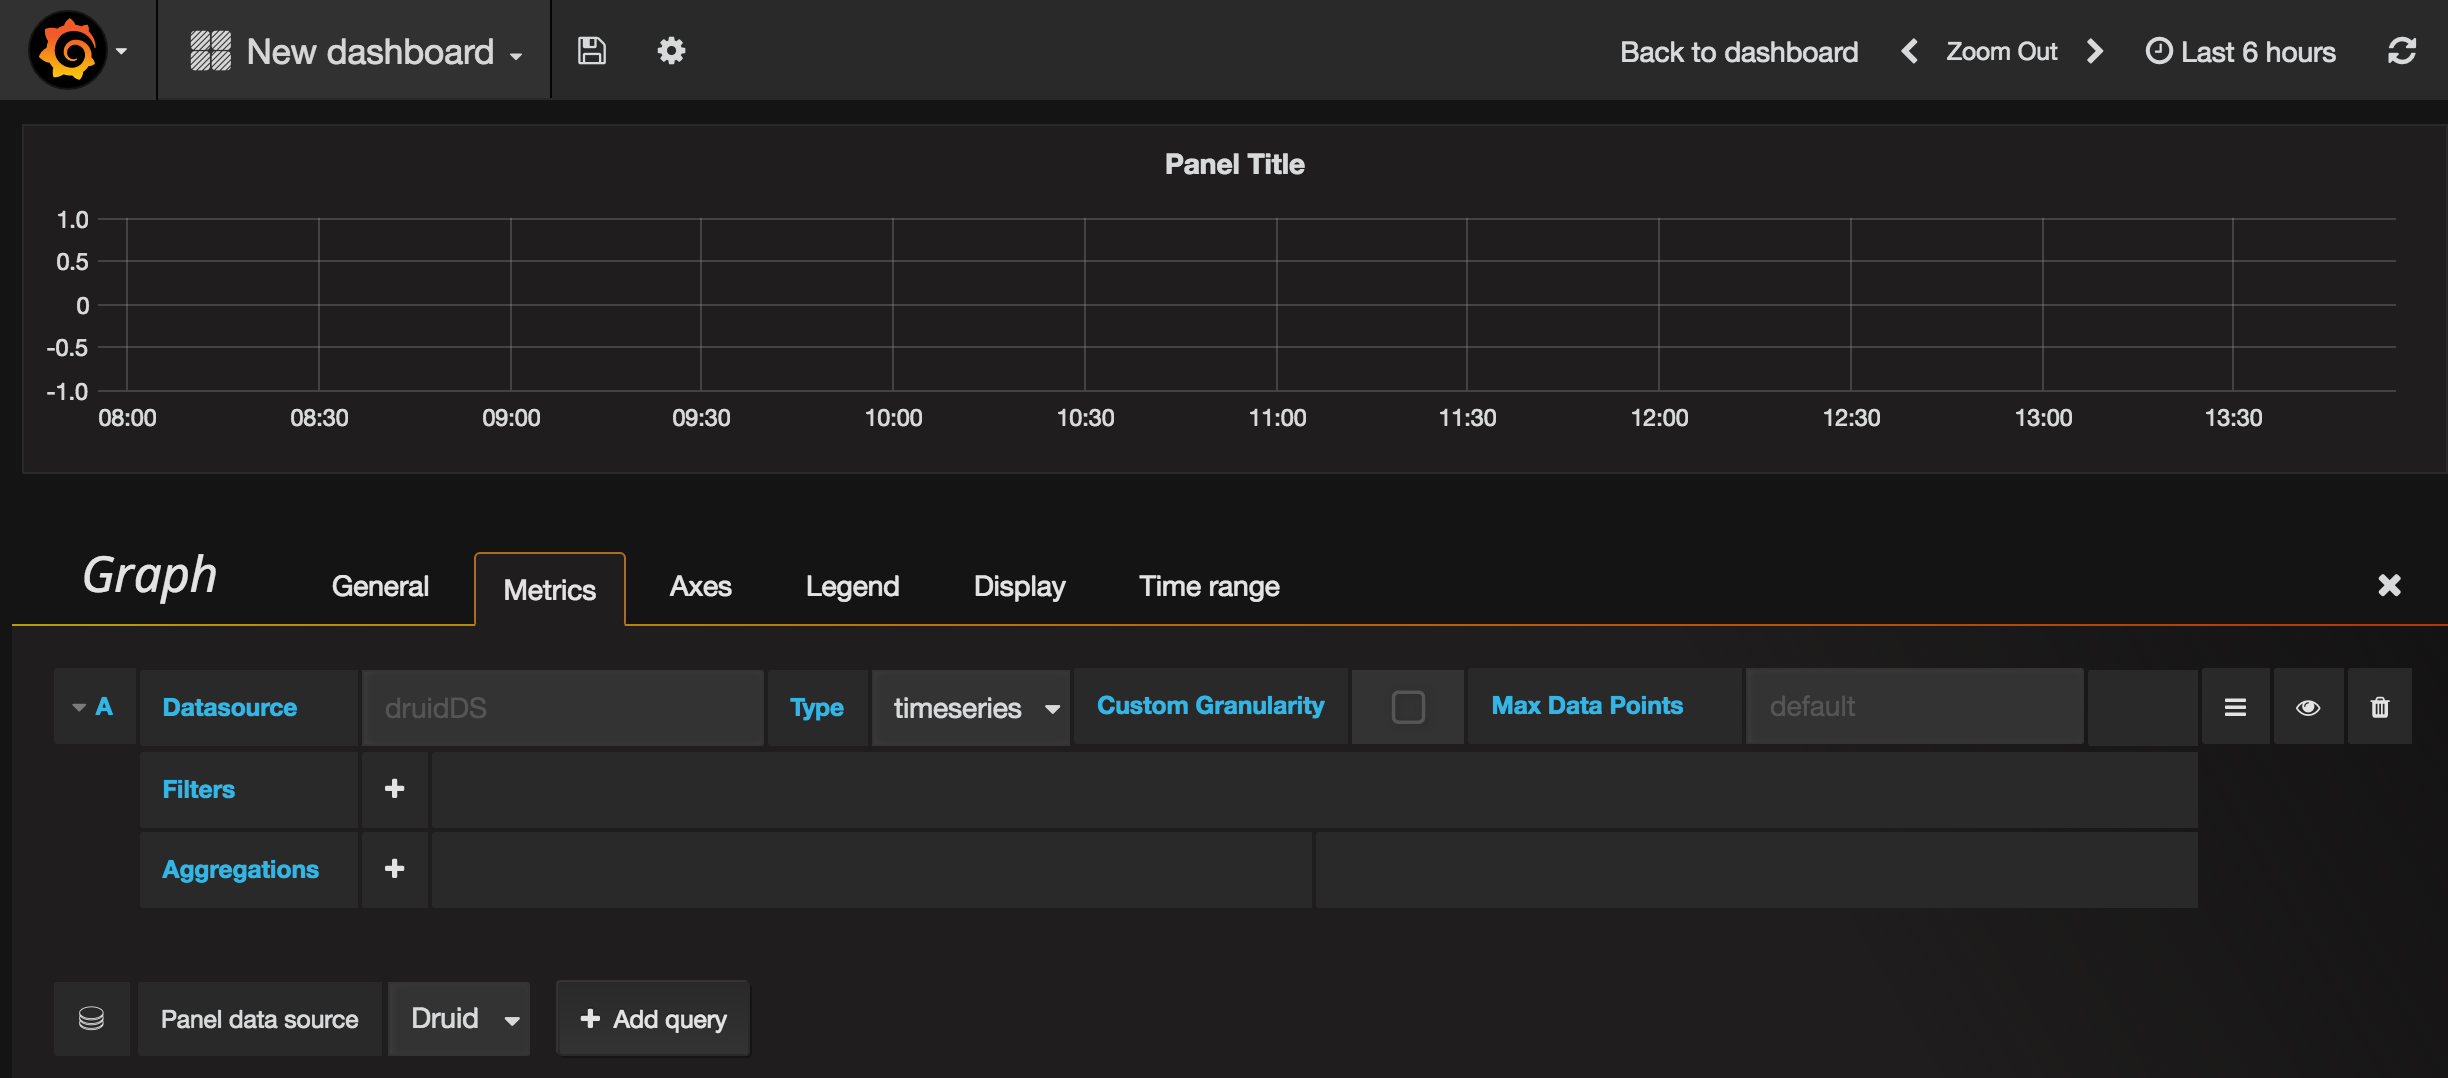 New dashboard
Back to dashboard Zoom Out Last 6 hours
Panel Title
1.0
0.5
0
-0.5
-1.0
08:00 08:30 09:00 09:30 10:00 10:30 11:00 11:30 12:00 12:30 13:00 13:30
Graph General Metrics Axes Legend Display Time range
A Datasource druidDS Type timeseries Custom Granularity Max Data Points default
Filters
Aggregations
Panel data source Druid Add query